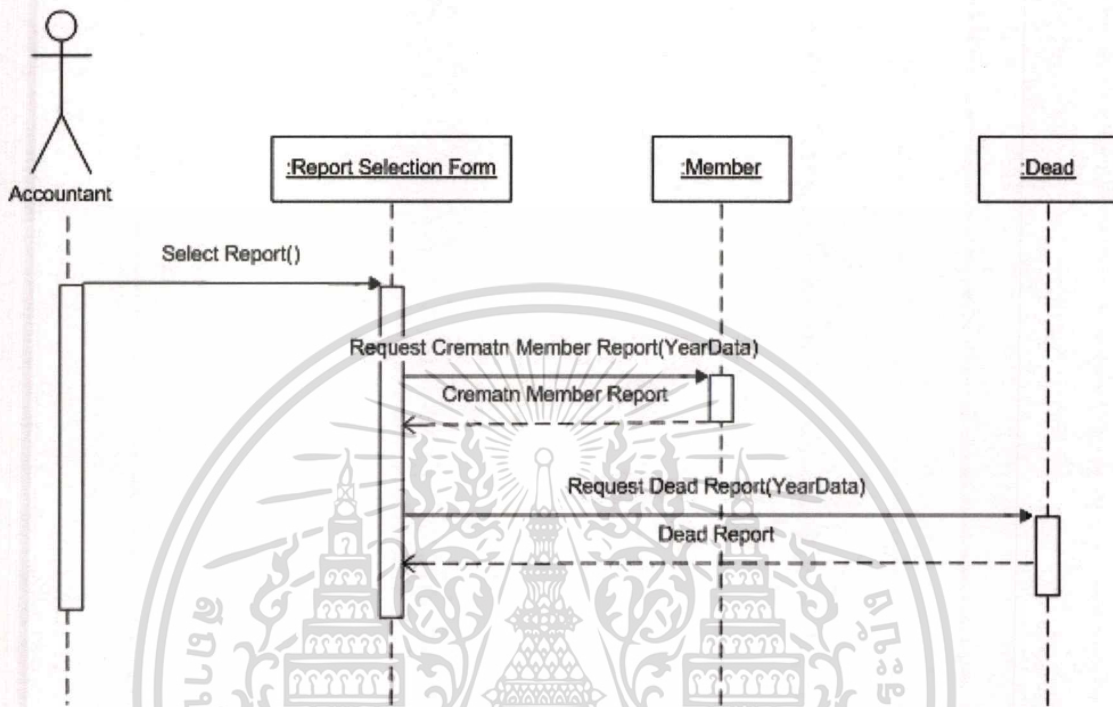 Accountant
:Report Selection Form
:Member
:Dead
Select Report()
Request Crematn Member Report(YearData)
Crematn Member Report
Request Dead Report(YearData)
Dead Report